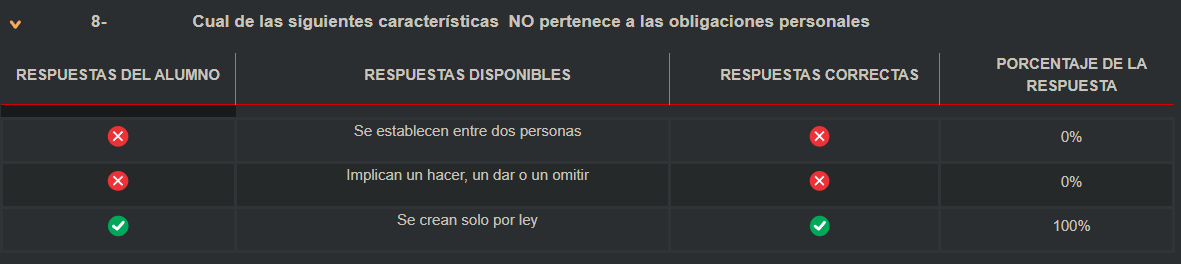 8- Cual de las siguientes características NO pertenece a las obligaciones personales
RESPUESTAS DEL ALUMNO RESPUESTAS DISPONIBLES RESPUESTAS CORRECTAS PORCENTAJE DE LA RESPUESTA
Se establecen entre dos personas 0%
Implican un hacer, un dar o un omitir 0%
Se crean solo por ley 100%